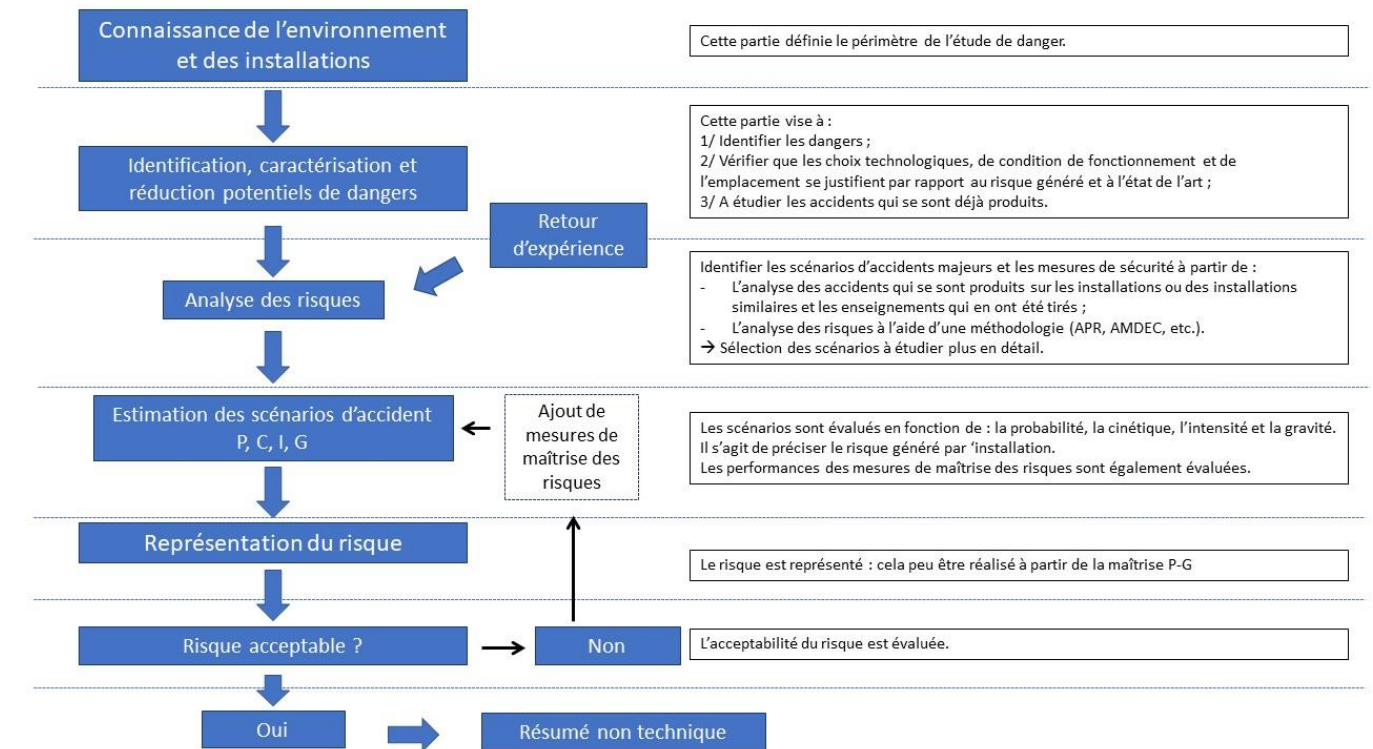 Connaissance de l'environnement
et des installations
Cette partie définie le périmètre de l'étude de danger.
Identification, caractérisation et
réduction potentiels de dangers
Cette partie vise à :
1/ Identifier les dangers ;
2/ Vérifier que les choix technologiques, de condition de fonctionnement et de
l'emplacement se justifient par rapport au risque généré et à l'état de l'art ;
3/ A étudier les accidents qui se sont déjà produits.
Retour
d'expérience
Analyse des risques
Identifier les scénarios d'accidents majeurs et les mesures de sécurité à partir de :
- L'analyse des accidents qui se sont produits sur les installations ou des installations
similaires et les enseignements qui en ont été tirés ;
- L'analyse des risques à l'aide d'une méthodologie (APR, AMDEC, etc.).
→ Sélection des scénarios à étudier plus en détail.
Estimation des scénarios d'accident
P, C, I, G
Ajout de
mesures de
maîtrise des
risques
Les scénarios sont évalués en fonction de : la probabilité, la cinétique, l'intensité et la gravité.
Il s'agit de préciser le risque généré par 'installation.
Les performances des mesures de maîtrise des risques sont également évaluées.
Représentation du risque
Le risque est représenté : cela peu être réalisé à partir de la maîtrise P-G
Risque acceptable ?
Non
L'acceptabilité du risque est évaluée.
Oui
Résumé non technique